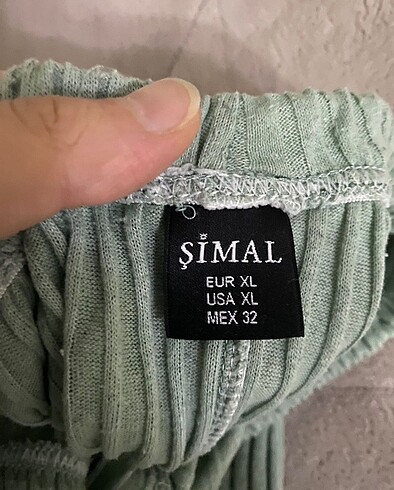 ŞİMAL
EUR XL
USA XL
MEX 32